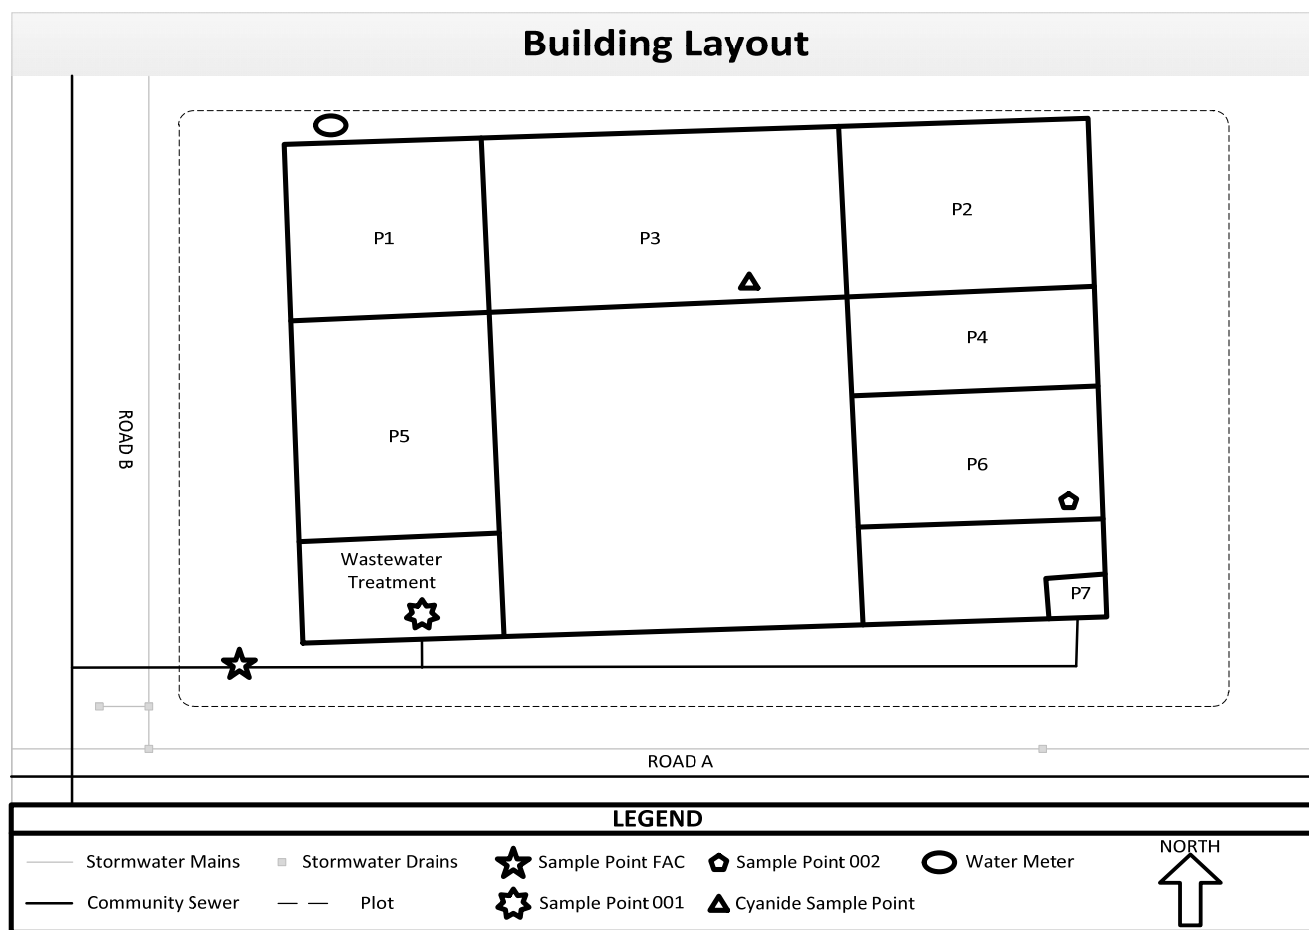 Building Layout
P1
P3
P2
P4
P5
P6
Wastewater
Treatment
P7
ROAD B
ROAD A
LEGEND
Stormwater Mains
Stormwater Drains
Sample Point FAC
Sample Point 002
Water Meter
NORTH
Community Sewer
Plot
Sample Point 001
Cyanide Sample Point